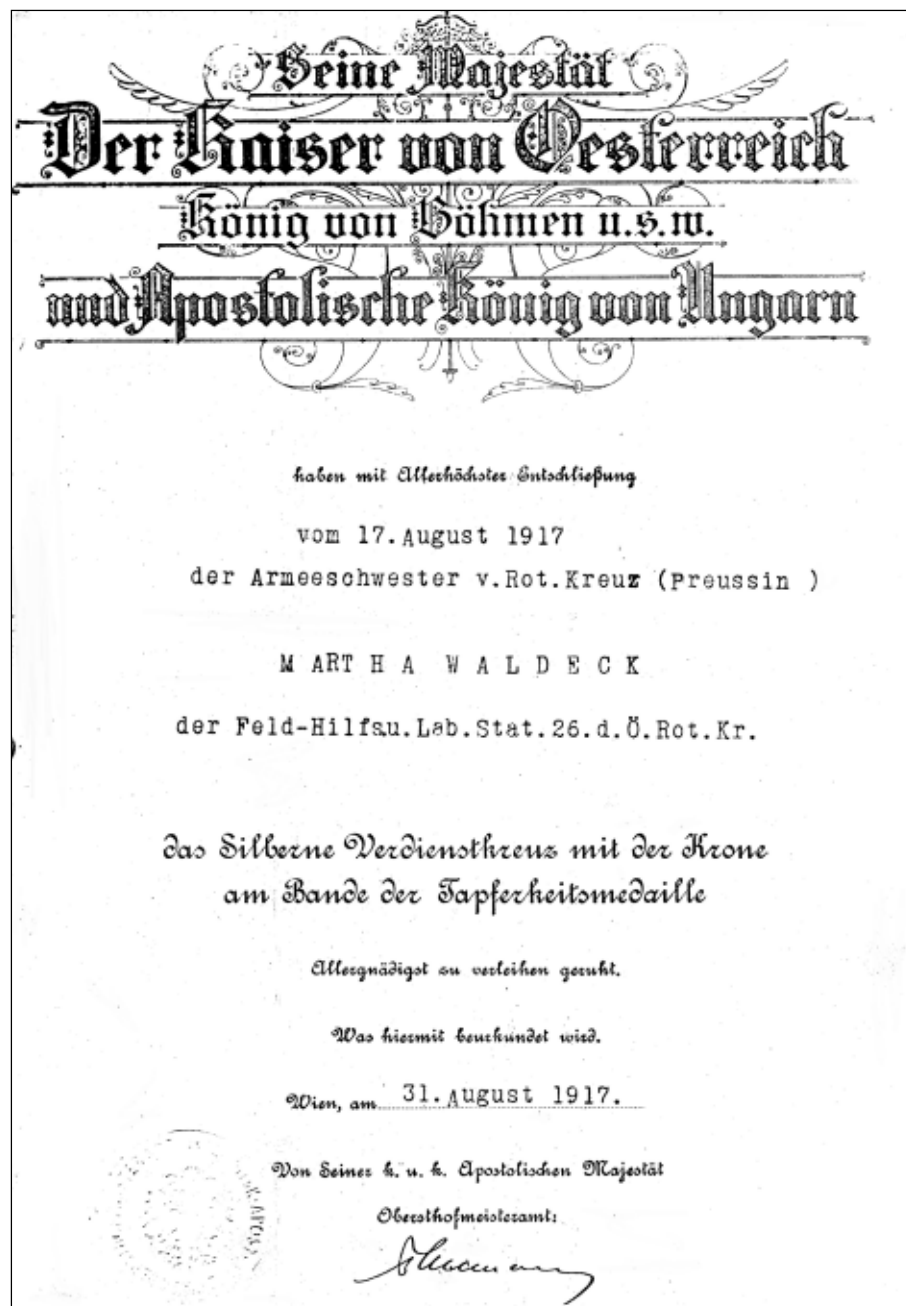 Seine Majestät
Der Kaiser von Oesterreich
König von Böhmen u.s.w.
und Apostolische König von Ungarn
haben mit Allerhöchster Entschließung
vom 17.August 1917
der Armeeschwester v.Rot.Kreuz (Preussin )
MARTHA WALDECK
der Feld-Hilfsu.Lab.Stat.26.d.Ö.Rot.Kr.
das Silberne Verdienstkreuz mit der Krone
am Bande der Tapferkeitsmedaille
Allergnädigst zu verleihen geruht.
Was hiermit beurkundet wird.
Wien, am 31.August 1917.
Von Seiner k. u. k. Apostolischen Majestät
Obersthofmeisteramt: